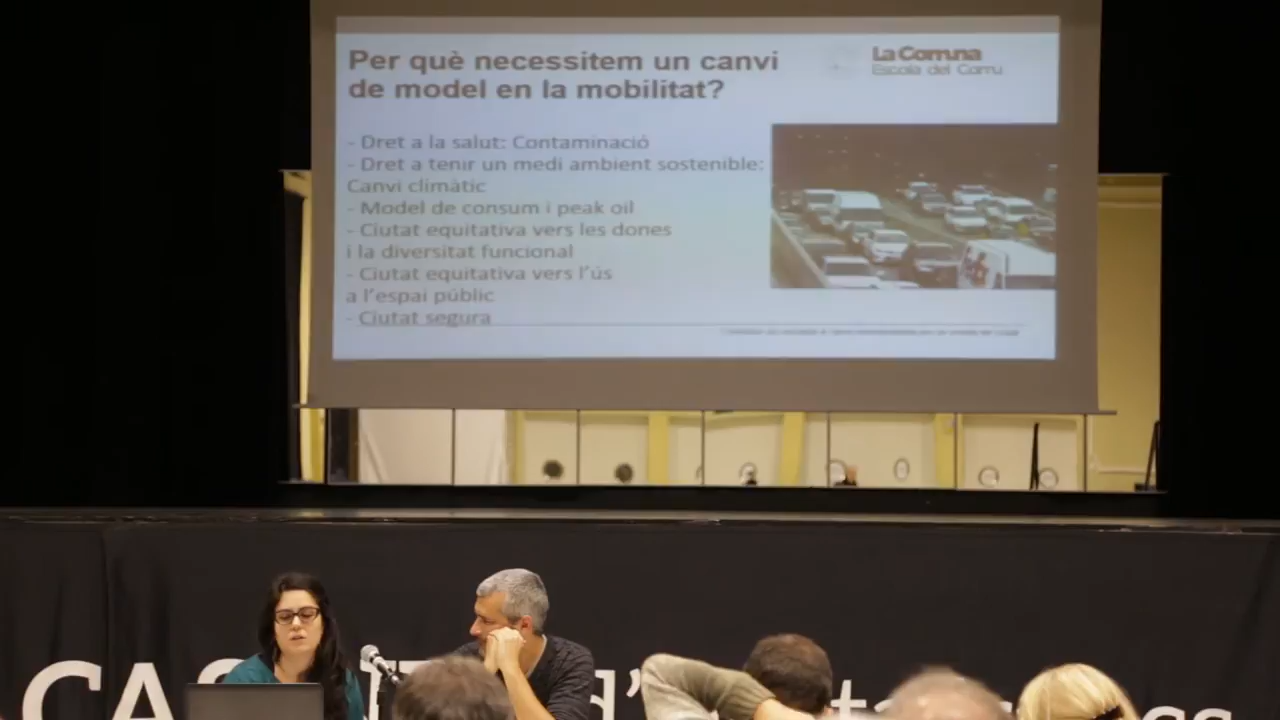 Per què necessitem un canvi
de model en la mobilitat?
La Comuna
Escola del Comú
- Dret a la salut: Contaminació
- Dret a tenir un medi ambient sostenible:
Canvi climàtic
- Model de consum i peak oil
- Ciutat equitativa vers les dones
i la diversitat funcional
- Ciutat equitativa vers l'ús
a l'espai públic
- Ciutat segura
CAS
d'